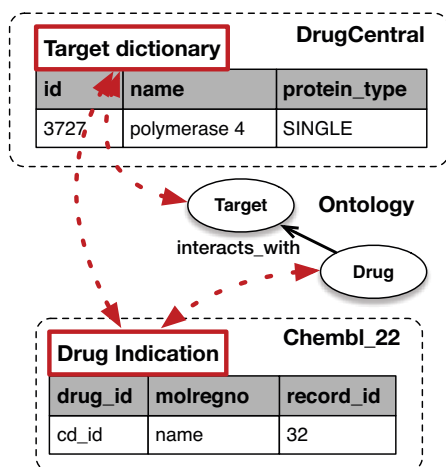 DrugCentral
Target dictionary
id name protein_type
3727 polymerase 4 SINGLE
Target
Ontology
interacts_with
Drug
Chembl_22
Drug Indication
drug_id molregno record_id
cd_id name 32